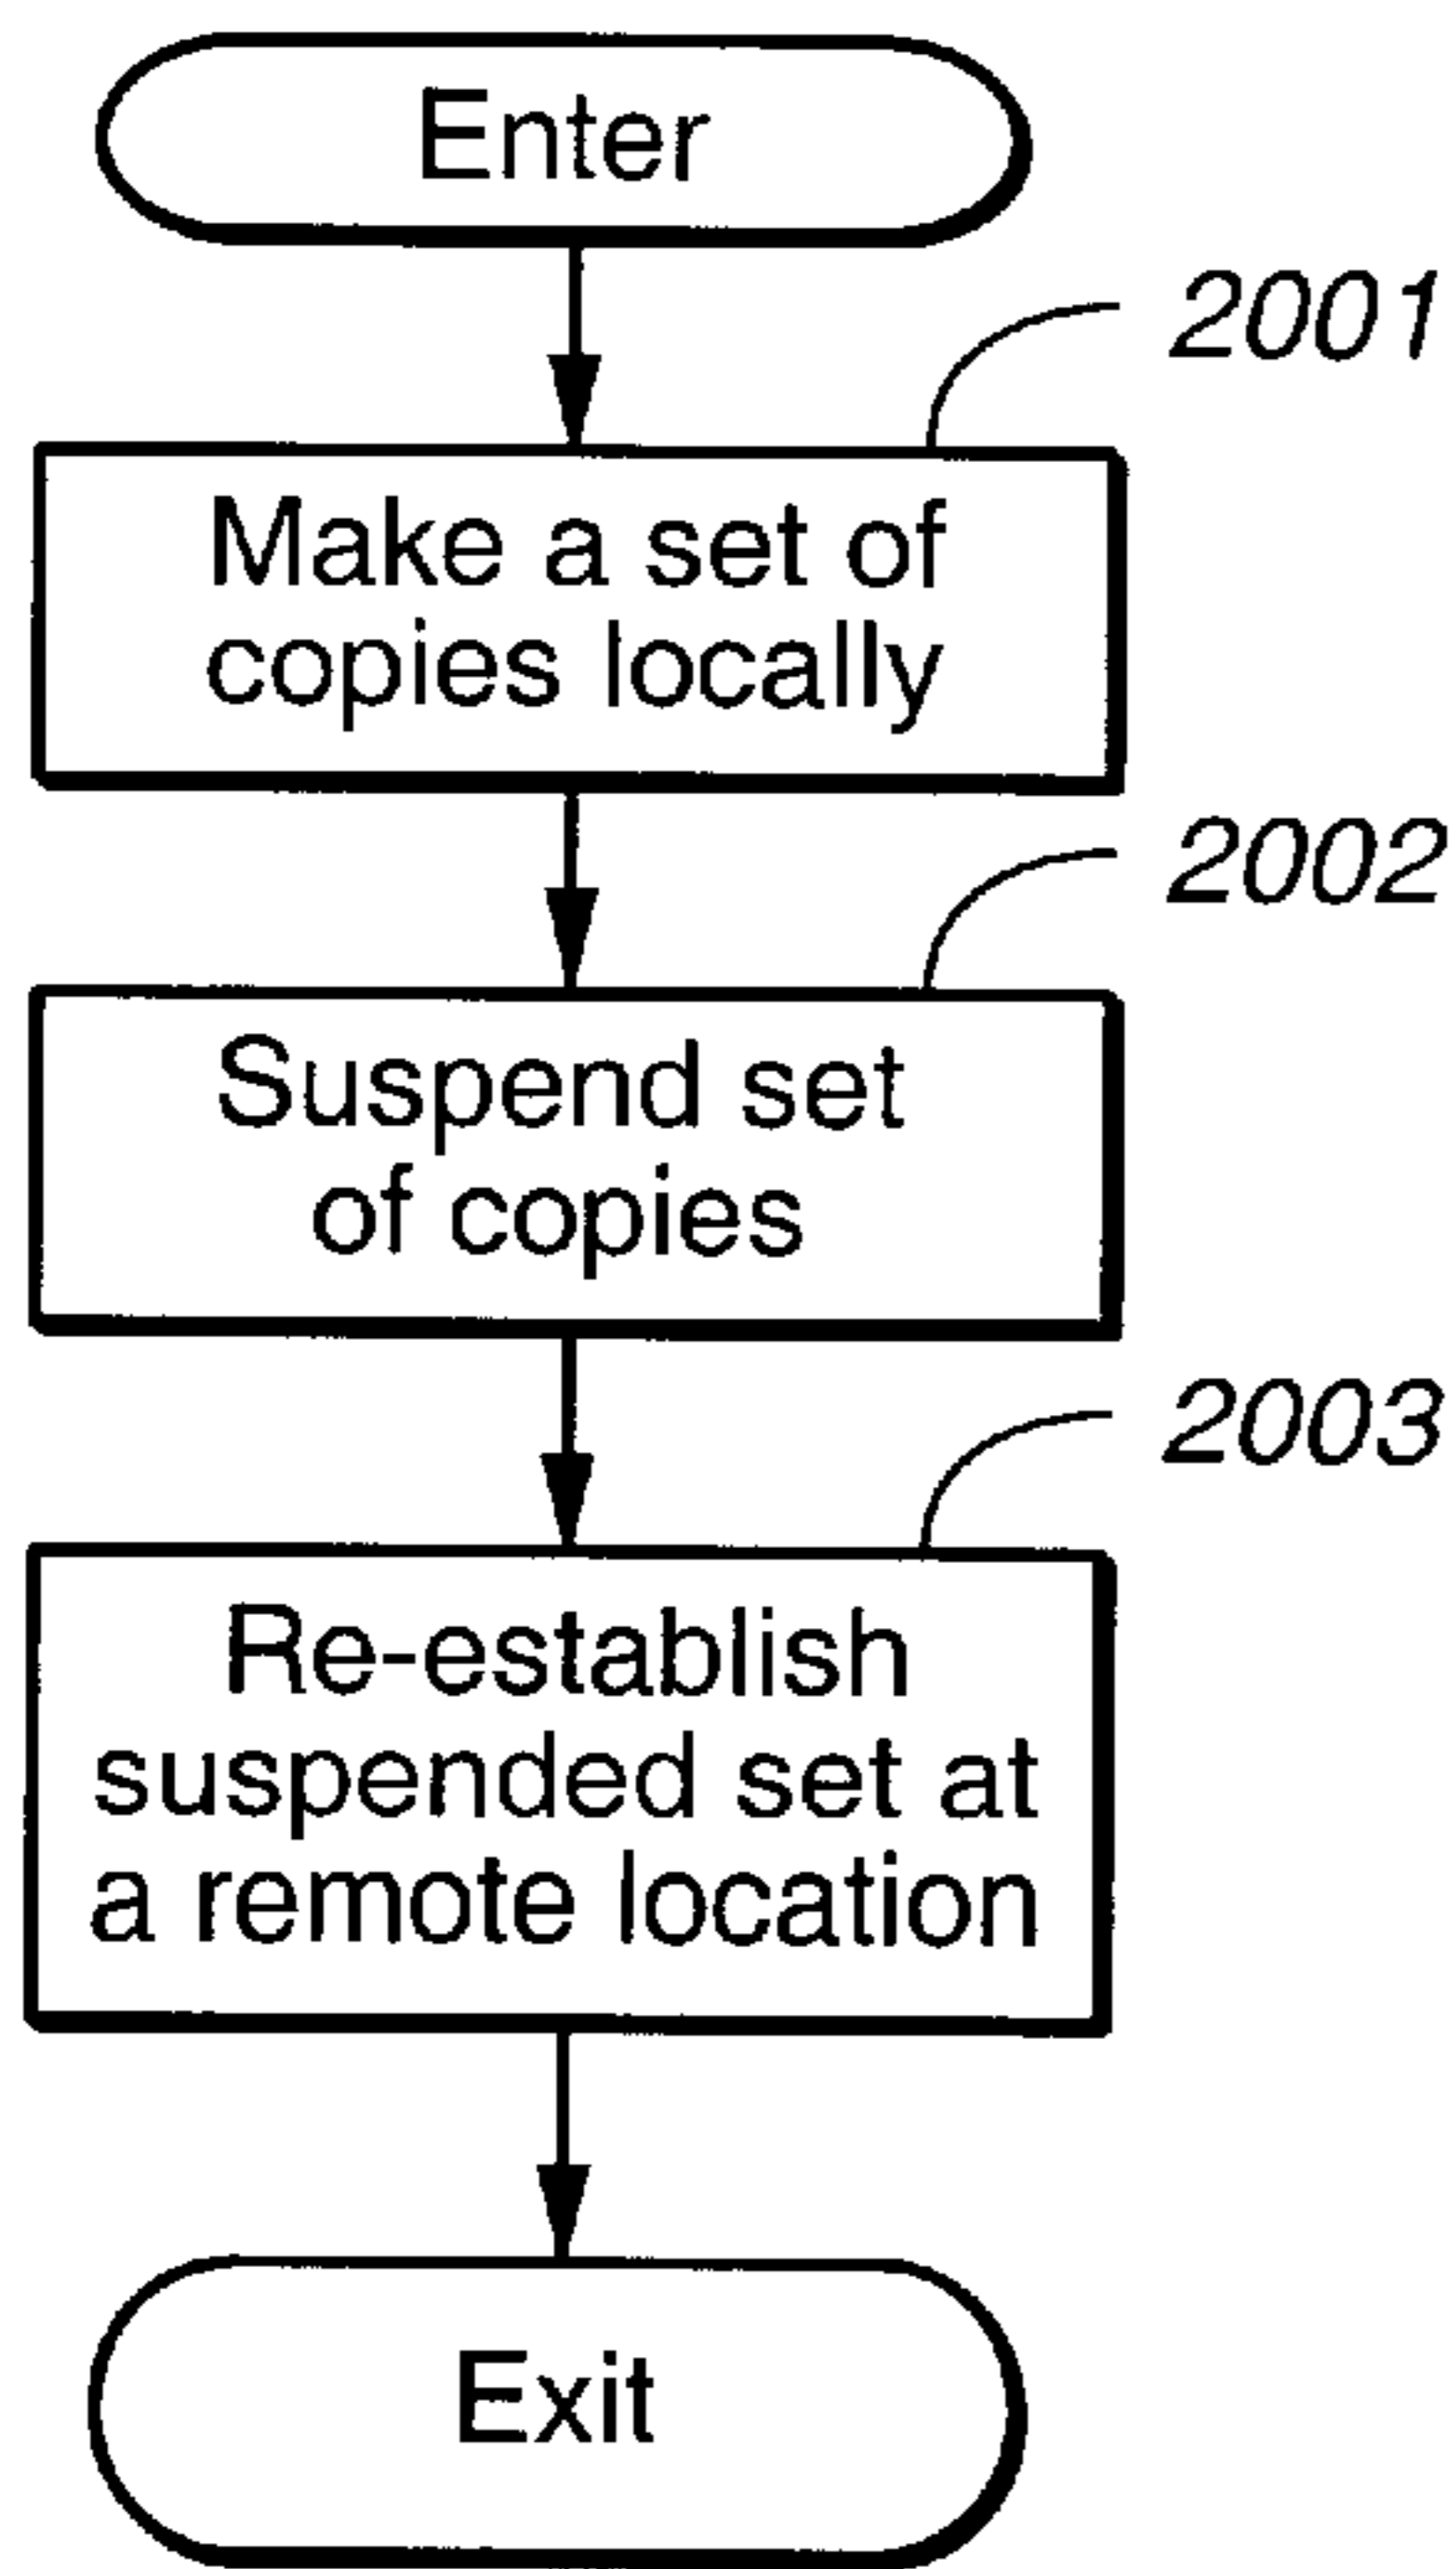 Enter
2001
Make a set of
copies locally
2002
Suspend set
of copies
2003
Re-establish
suspended set at
a remote location
Exit